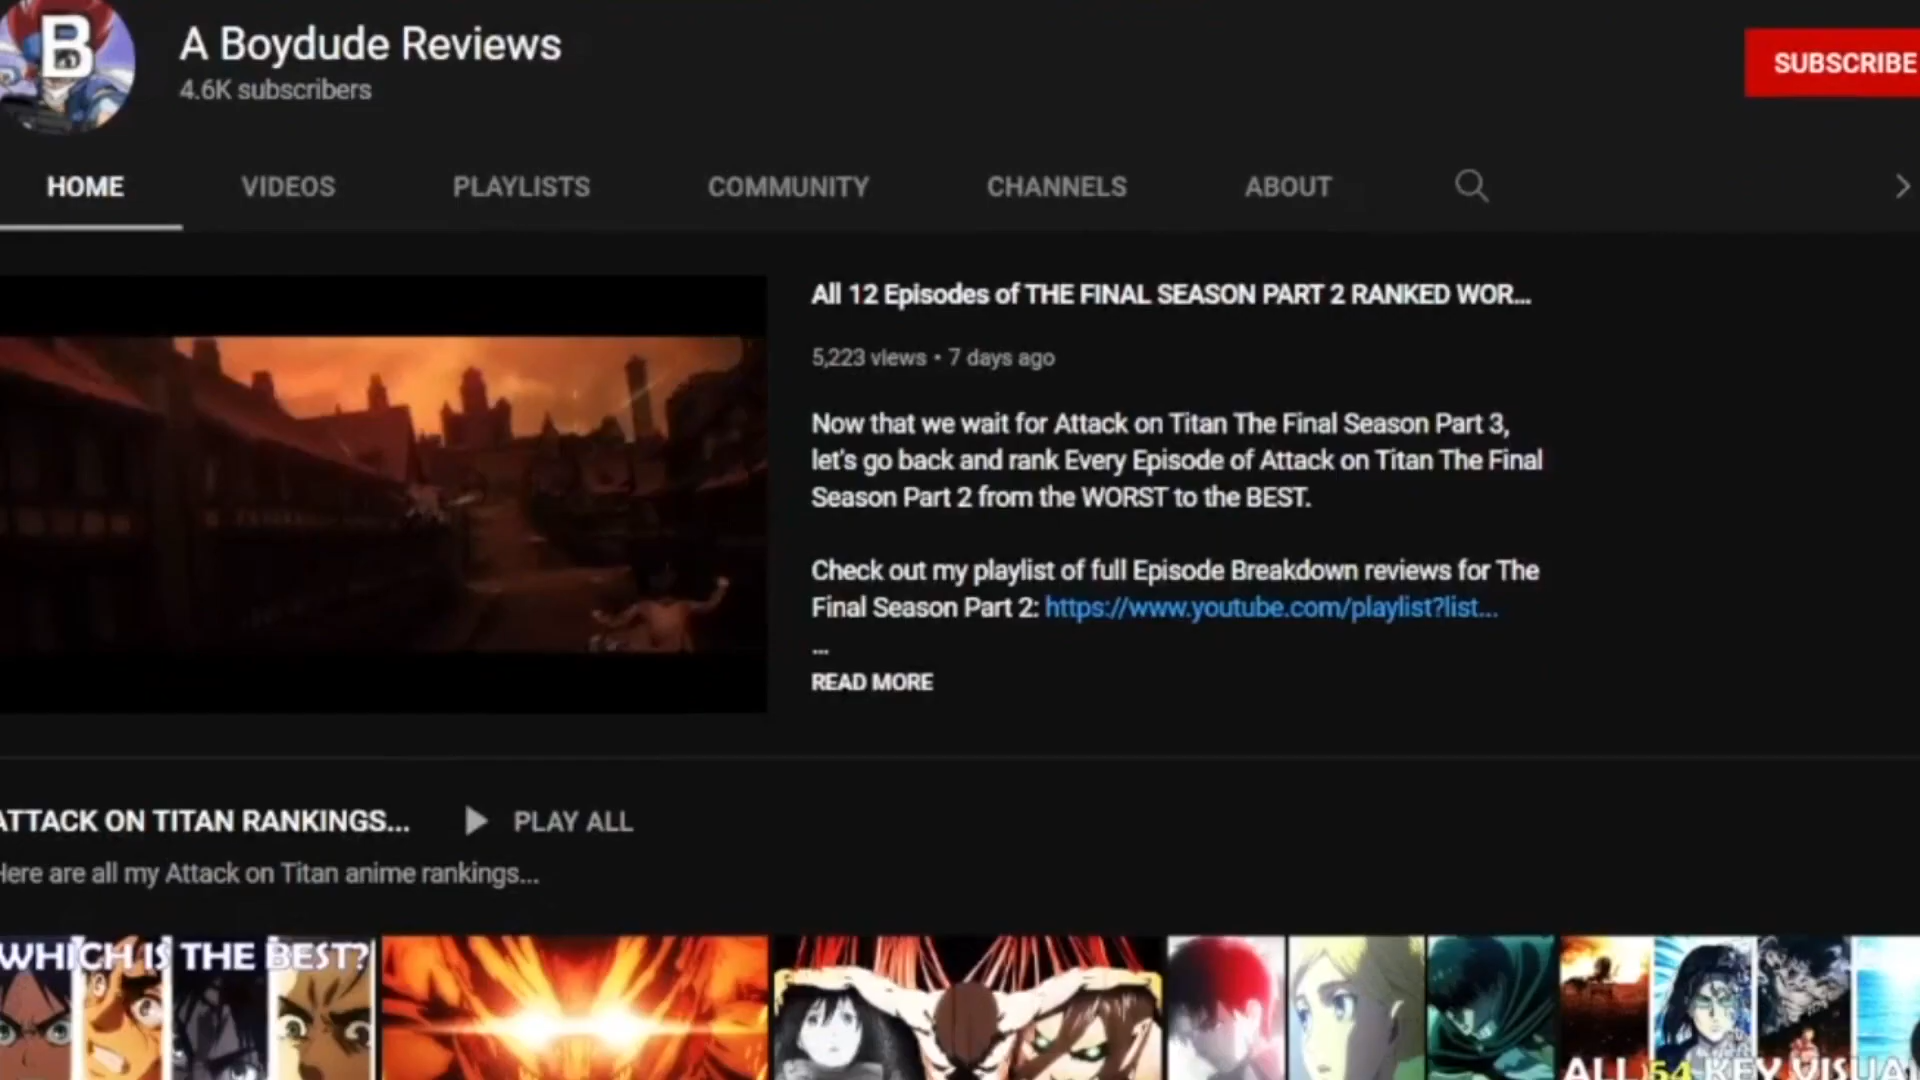 B
A Boydude Reviews
4.6K subscribers
SUBSCRIBE
HOME
VIDEOS
PLAYLISTS
COMMUNITY
CHANNELS
ABOUT
All 12 Episodes of THE FINAL SEASON PART 2 RANKED WOR...
5,223 views • 7 days ago
Now that we wait for Attack on Titan The Final Season Part 3,
let's go back and rank Every Episode of Attack on Titan The Final
Season Part 2 from the WORST to the BEST.
Check out my playlist of full Episode Breakdown reviews for The
Final Season Part 2: https://www.youtube.com/playlist?list...
...
READ MORE
ATTACK ON TITAN RANKINGS...
PLAY ALL
Here are all my Attack on Titan anime rankings...
WHICH IS THE BEST?
ALL 54 KEY VISUA